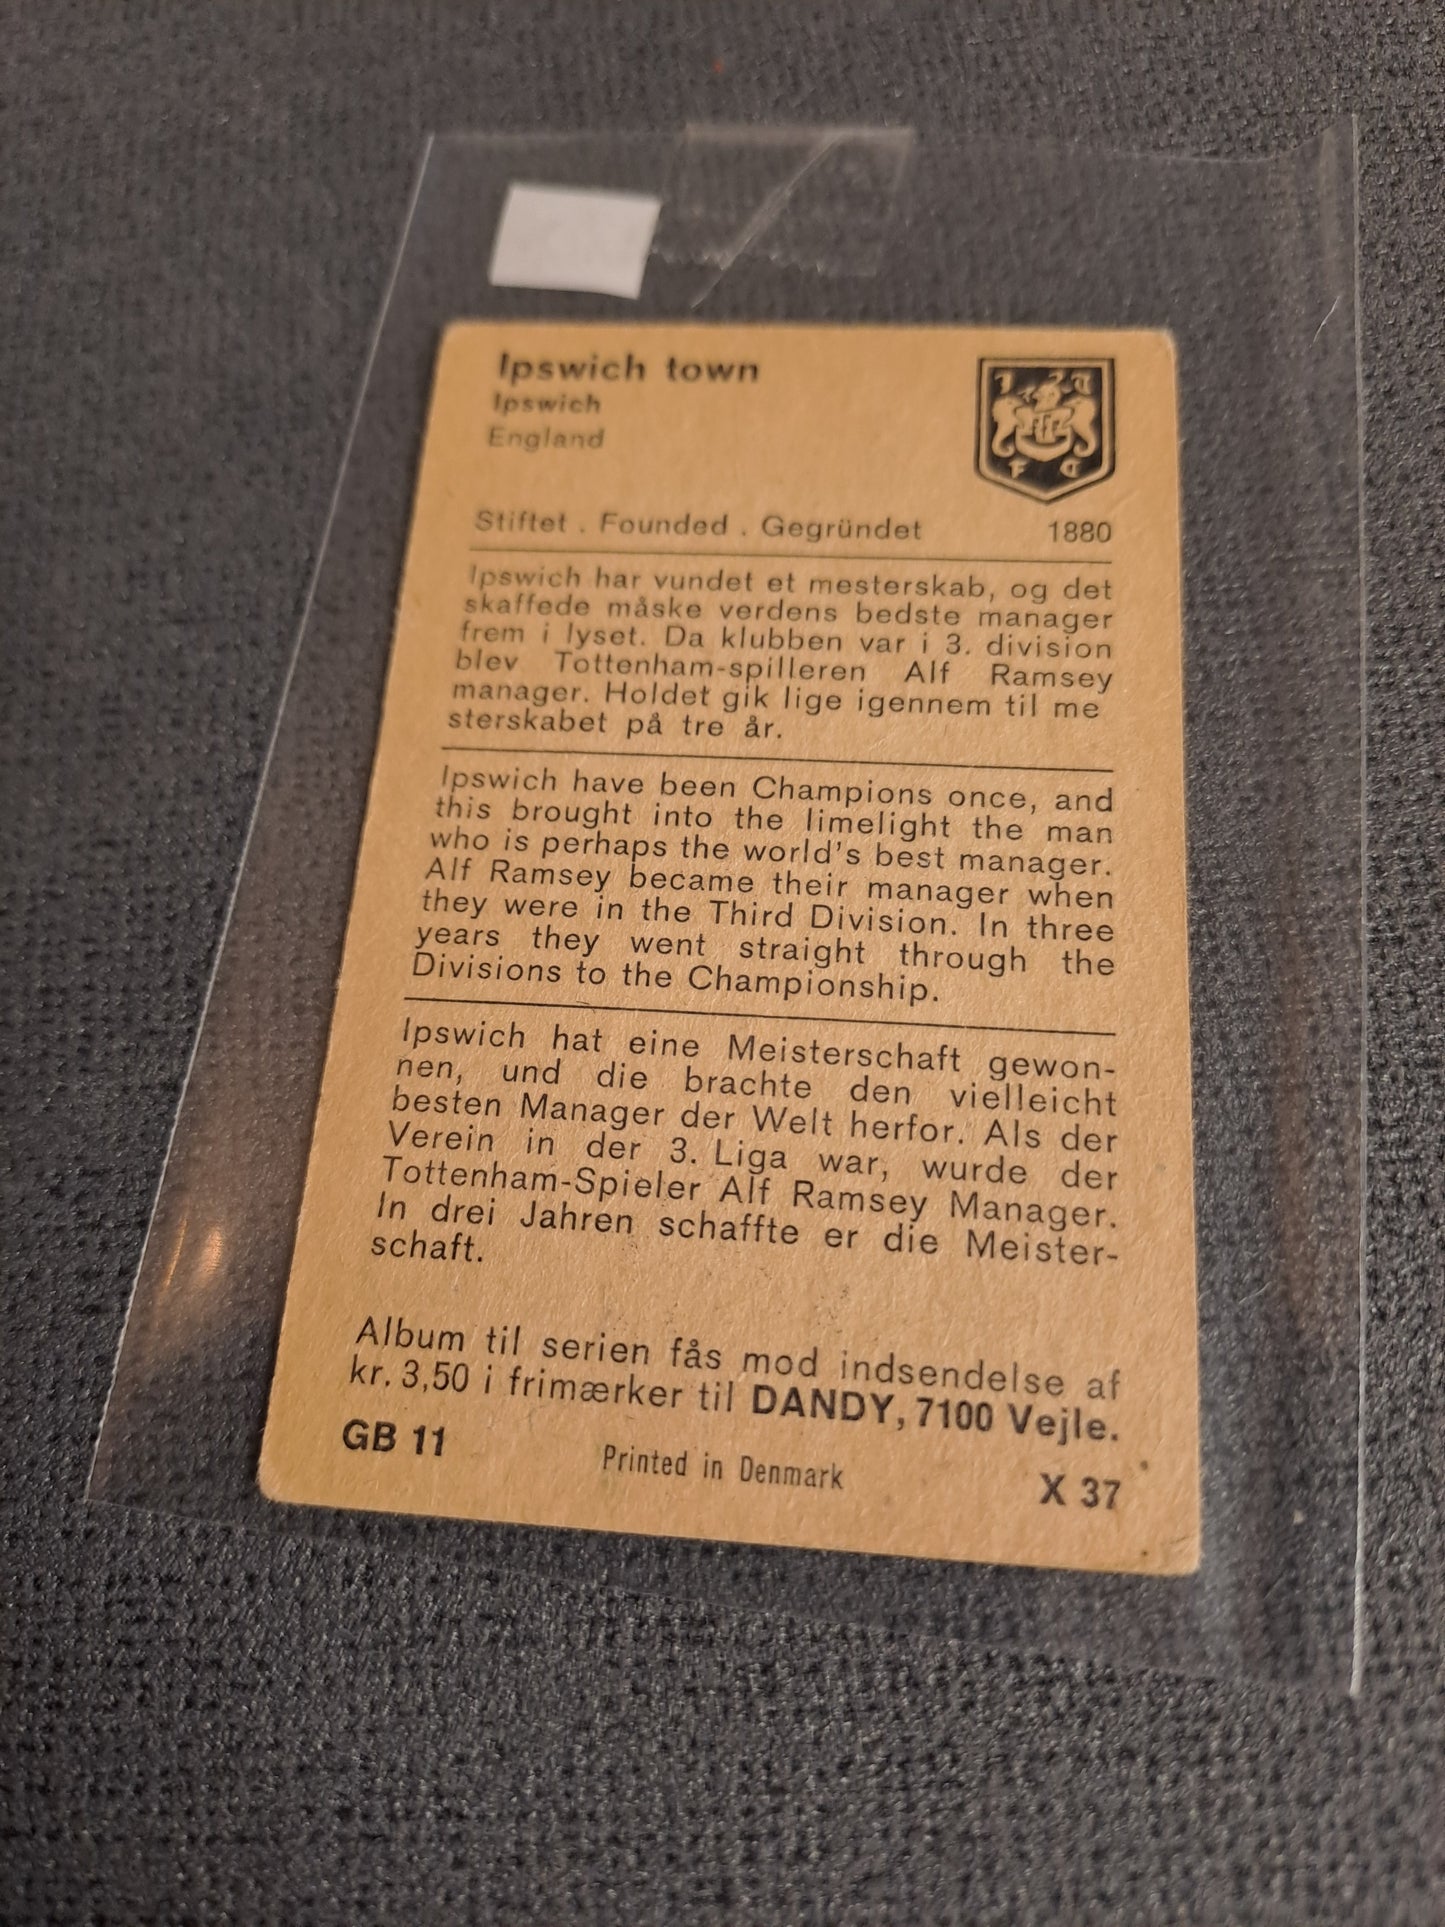 Ipswich town
Ipswich
England
I T
F C
Stiftet . Founded . Gegründet 1880
Ipswich har vundet et mesterskab, og det
skaffede måske verdens bedste manager
frem i lyset. Da klubben var i 3. division
blev Tottenham-spilleren Alf Ramsey
manager. Holdet gik lige igennem til me
sterskabet på tre år.
Ipswich have been Champions once, and
this brought into the limelight the man
who is perhaps the world's best manager.
Alf Ramsey became their manager when
they were in the Third Division. In three
years they went straight through the
Divisions to the Championship.
Ipswich hat eine Meisterschaft gewon-
nen, und die brachte den vielleicht
besten Manager der Welt herfor. Als der
Verein in der 3. Liga war, wurde der
Tottenham-Spieler Alf Ramsey Manager.
In drei Jahren schaffte er die Meister-
schaft.
Album til serien fås mod indsendelse af
kr. 3,50 i frimærker til DANDY, 7100 Vejle.
GB 11 Printed in Denmark X 37